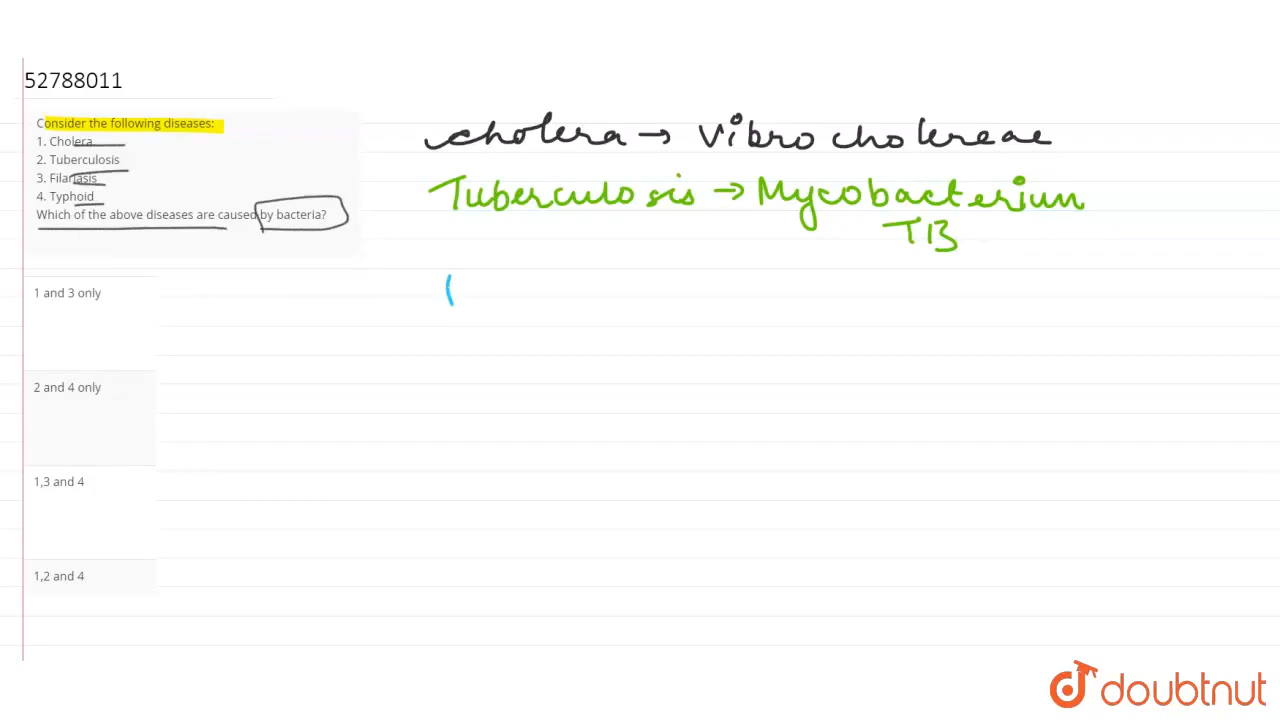 52788011
Consider the following diseases:
1. Cholera
2. Tuberculosis
3. Filariasis
4. Typhoid
Which of the above diseases are caused by bacteria?
1 and 3 only
2 and 4 only
1,3 and 4
1,2 and 4
cholera → Vibro cholereae
Tuberculosis → Mycobacterium
TB
doubtnut